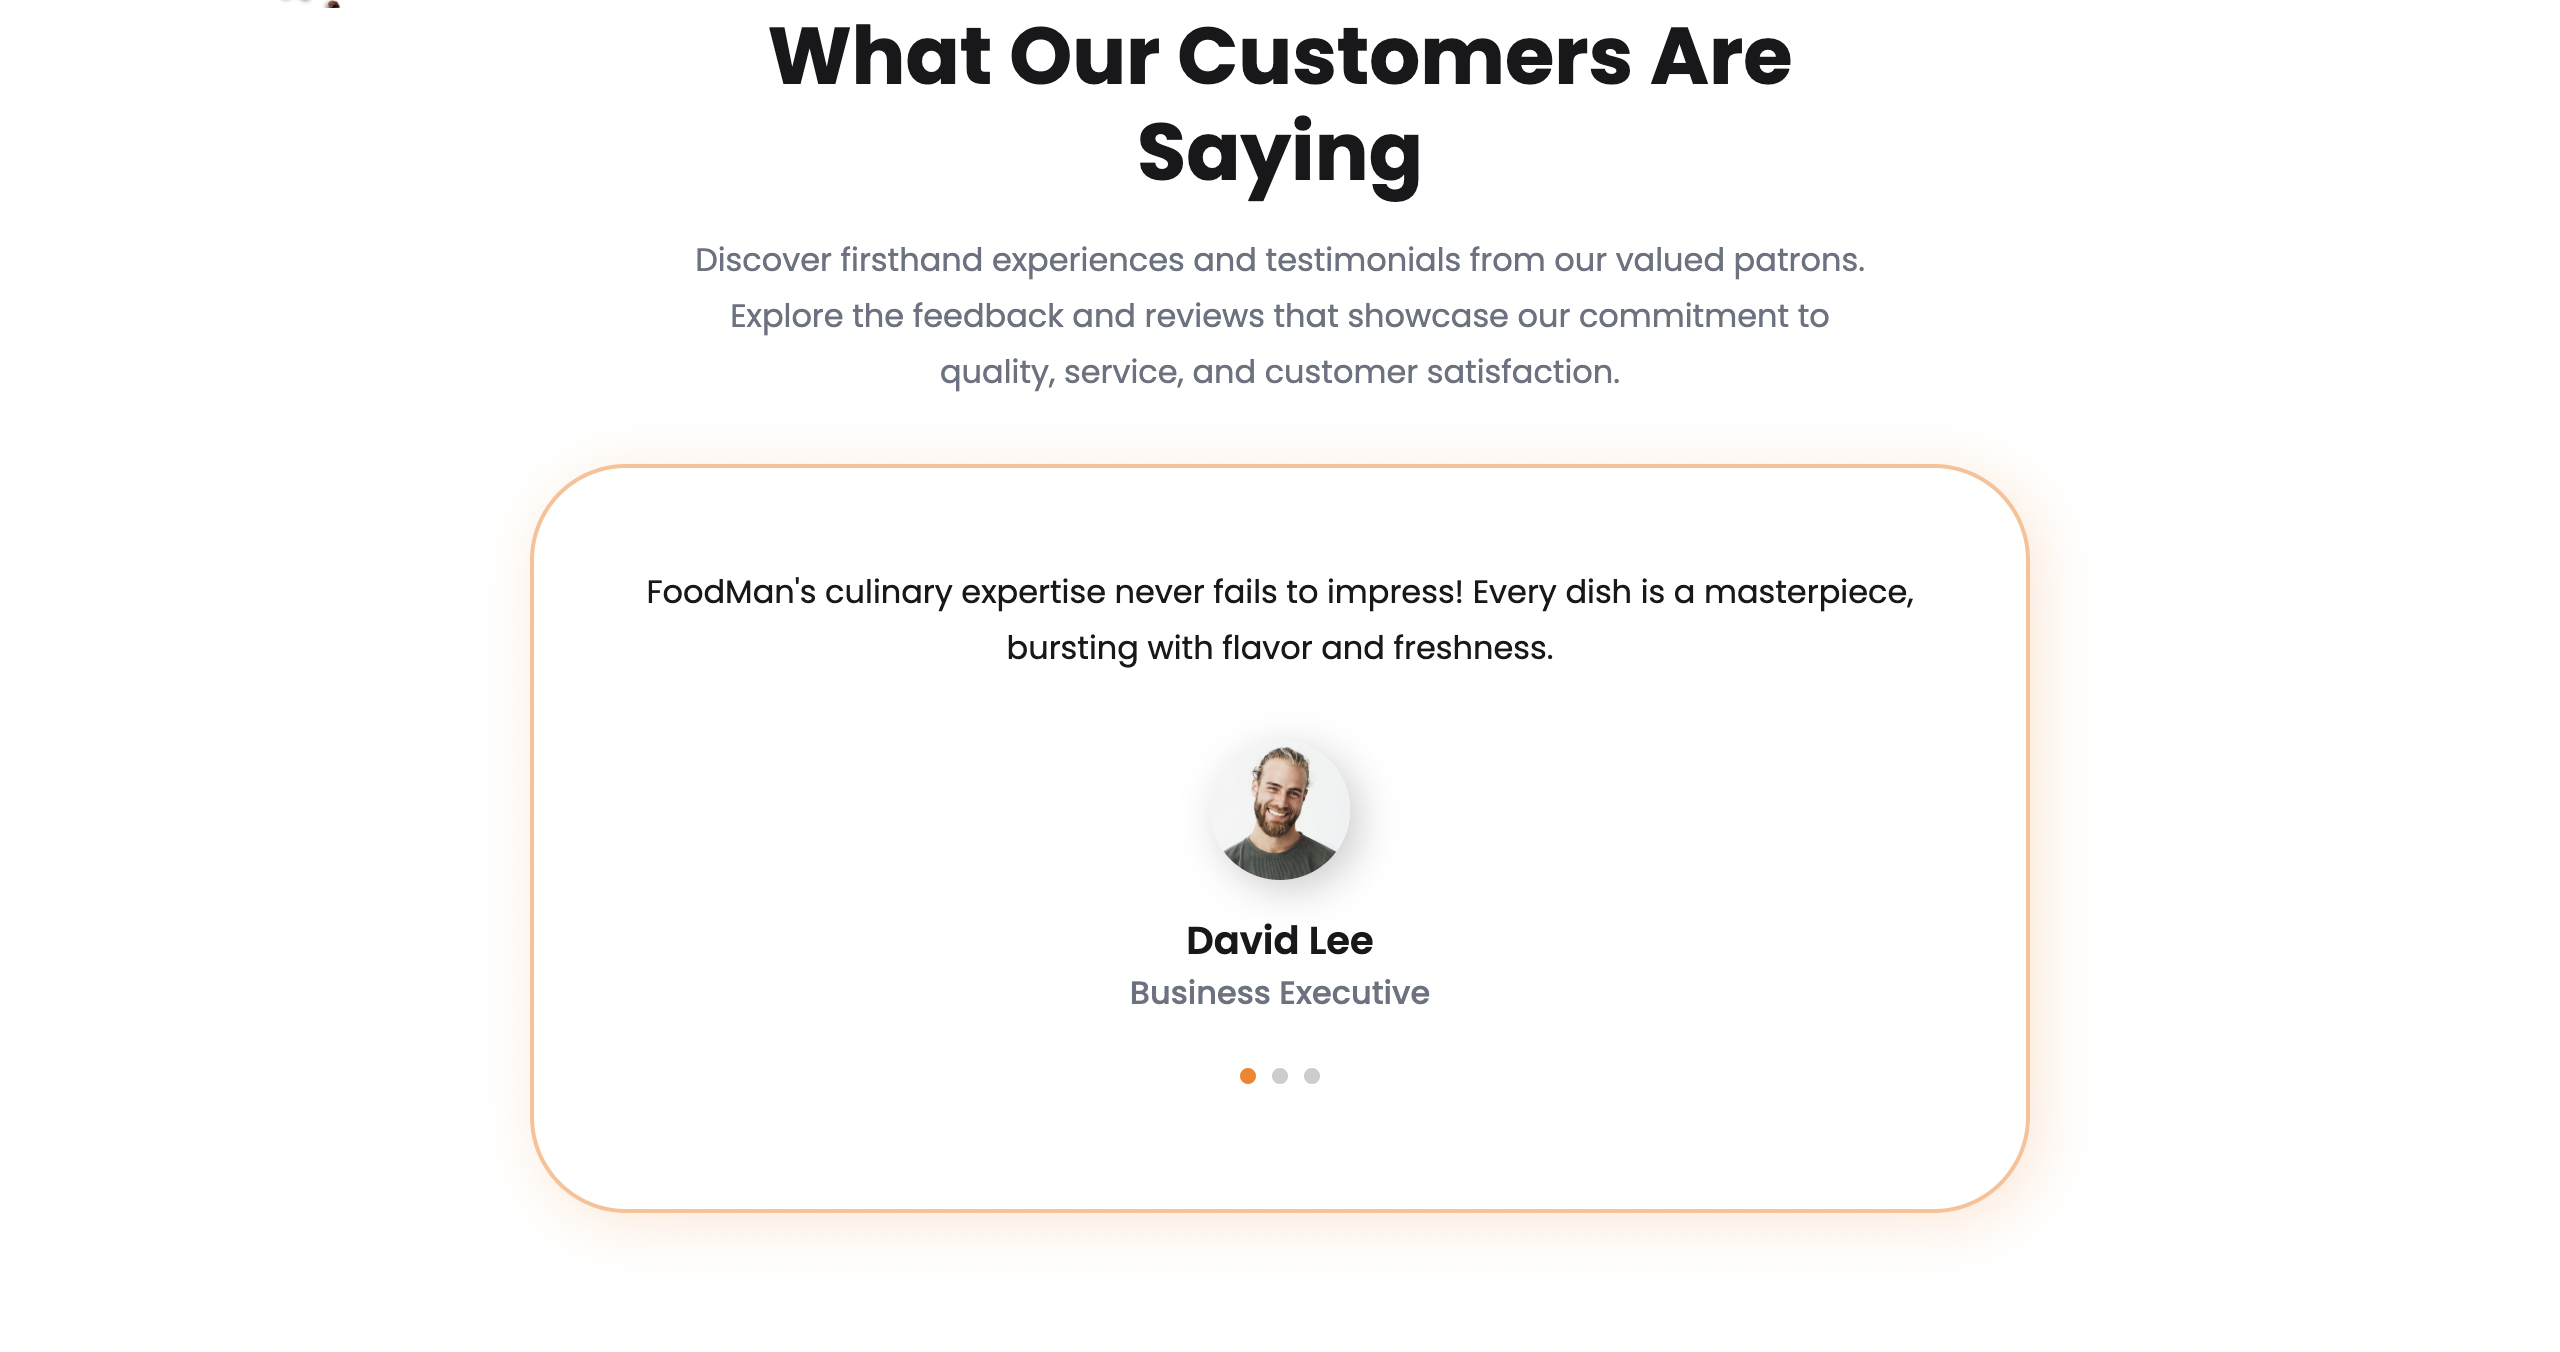 What Our Customers Are
Saying
Discover firsthand experiences and testimonials from our valued patrons.
Explore the feedback and reviews that showcase our commitment to
quality, service, and customer satisfaction.
FoodMan's culinary expertise never fails to impress! Every dish is a masterpiece,
bursting with flavor and freshness.
David Lee
Business Executive